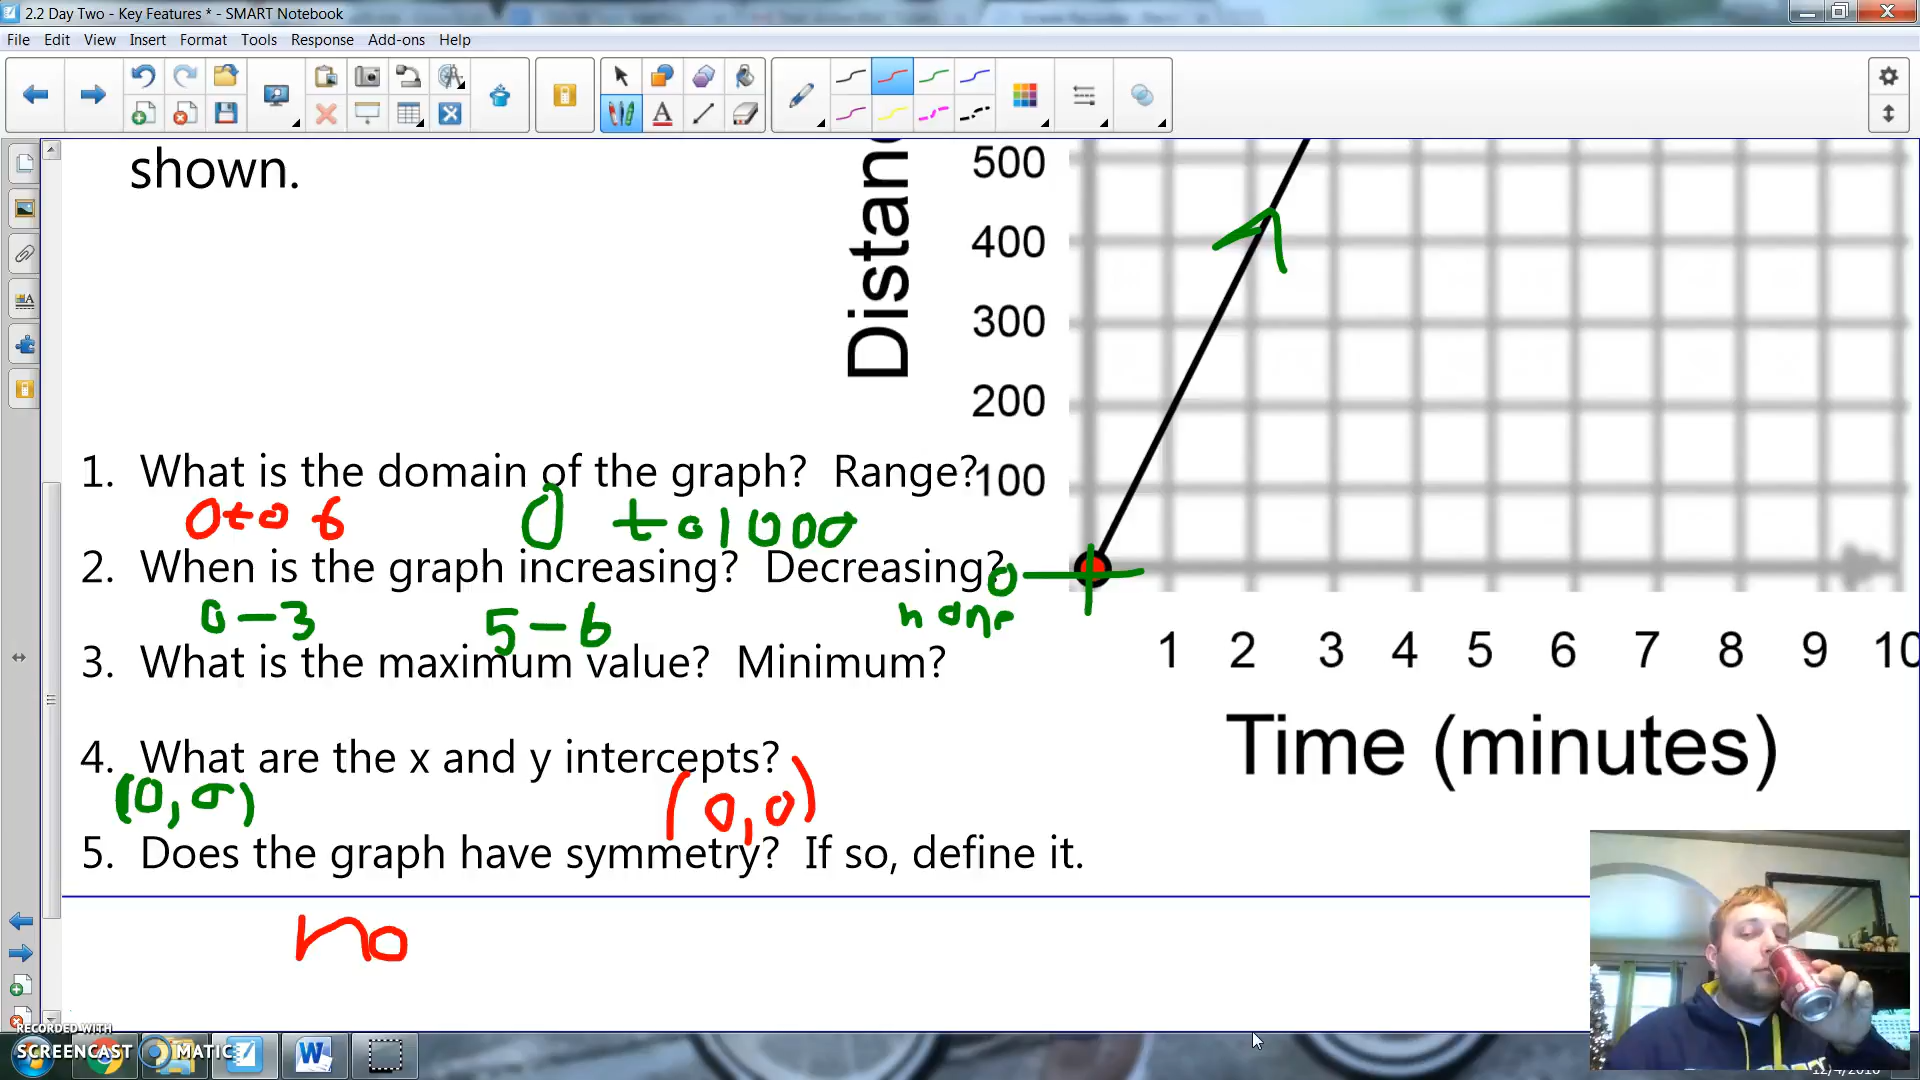 2.2 Day Two - Key Features * - SMART Notebook
File Edit View Insert Format Tools Response Add-ons Help
shown.
Distanc
500
400
300
200
100
1. What is the domain of the graph? Range?
0 to 6 0 to 1000
2. When is the graph increasing? Decreasing?
0
0 - 3 5 - 6 none
3. What is the maximum value? Minimum?
1 2 3 4 5 6 7 8 9 10
Time (minutes)
4. What are the x and y intercepts?
(0, 0) (0, 0)
5. Does the graph have symmetry? If so, define it.
no
RECORDED WITH
SCREENCAST MATIC
12/4/2016